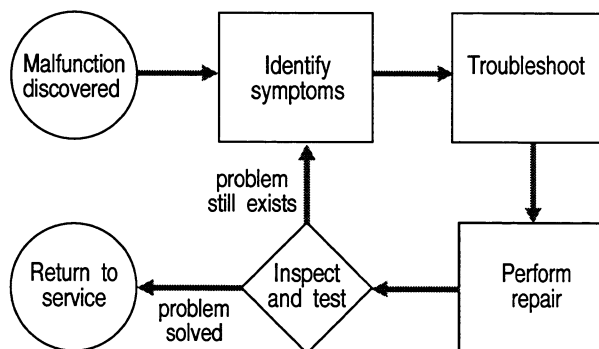 Malfunction
discovered
Identify
symptoms
Troubleshoot
problem
still exists
Return to
service
problem
solved
Inspect
and test
Perform
repair